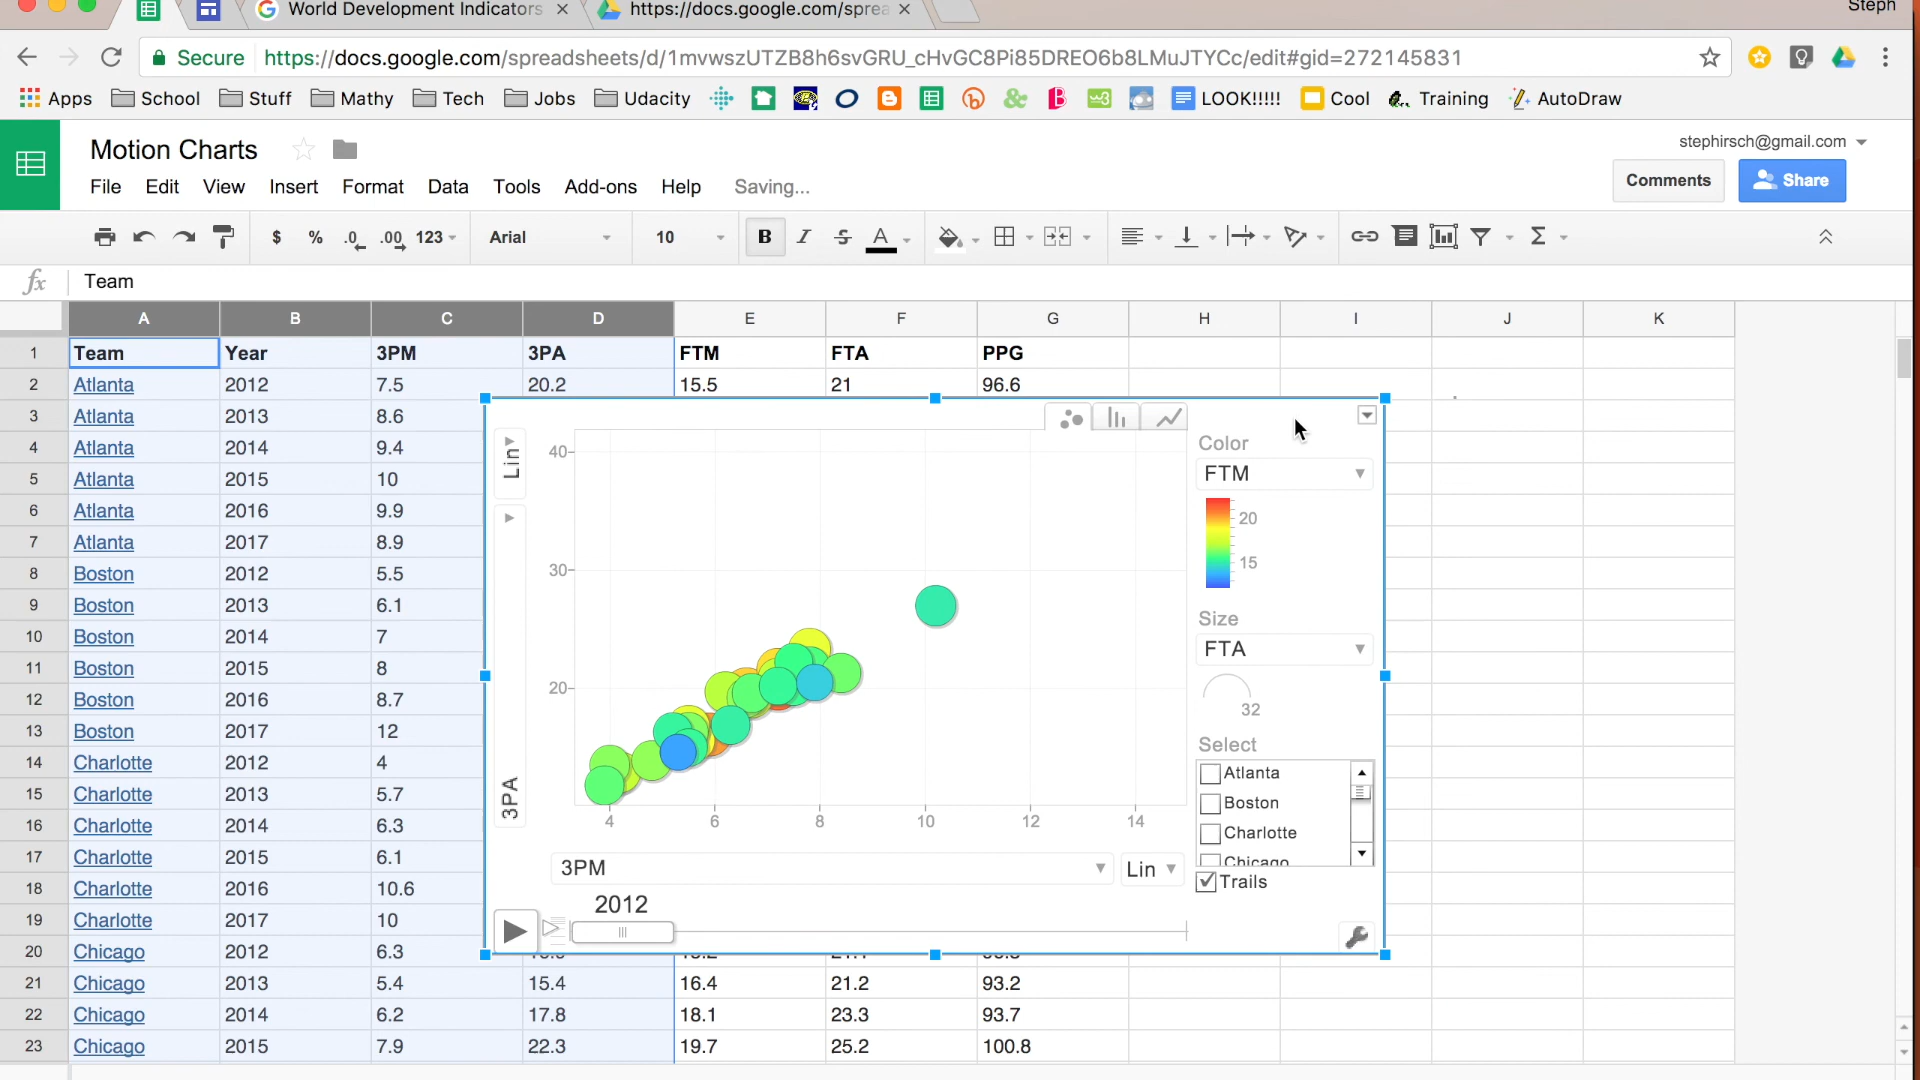 Steph
World Development Indicators
https://docs.google.com/sprea
Secure https://docs.google.com/spreadsheets/d/1mvwszUTZB8h6svGRU_cHvGC8Pi85DREO6b8LMuJTYCc/edit#gid=272145831
Apps School Stuff Mathy Tech Jobs Udacity LOOK!!!!! Cool Training AutoDraw
Motion Charts
stephirsch@gmail.com
File Edit View Insert Format Data Tools Add-ons Help Saving...
Comments Share
$ % .0 .00 123 Arial 10 B I S A Σ
fx Team
A B C D E F G H I J K
1 Team Year 3PM 3PA FTM FTA PPG
2 Atlanta 2012 7.5 20.2 15.5 21 96.6
3 Atlanta 2013 8.6
4 Atlanta 2014 9.4
5 Atlanta 2015 10
6 Atlanta 2016 9.9
7 Atlanta 2017 8.9
8 Boston 2012 5.5
9 Boston 2013 6.1
10 Boston 2014 7
11 Boston 2015 8
12 Boston 2016 8.7
13 Boston 2017 12
14 Charlotte 2012 4
15 Charlotte 2013 5.7
16 Charlotte 2014 6.3
17 Charlotte 2015 6.1
18 Charlotte 2016 10.6
19 Charlotte 2017 10
20 Chicago 2012 6.3
21 Chicago 2013 5.4 15.4 16.4 21.2 93.2
22 Chicago 2014 6.2 17.8 18.1 23.3 93.7
23 Chicago 2015 7.9 22.3 19.7 25.2 100.8
Lin
3PA
40
30
20
4 6 8 10 12 14
3PM Lin
2012
Color
FTM
20
15
Size
FTA
32
Select
Atlanta
Boston
Charlotte
Chicago
Trails